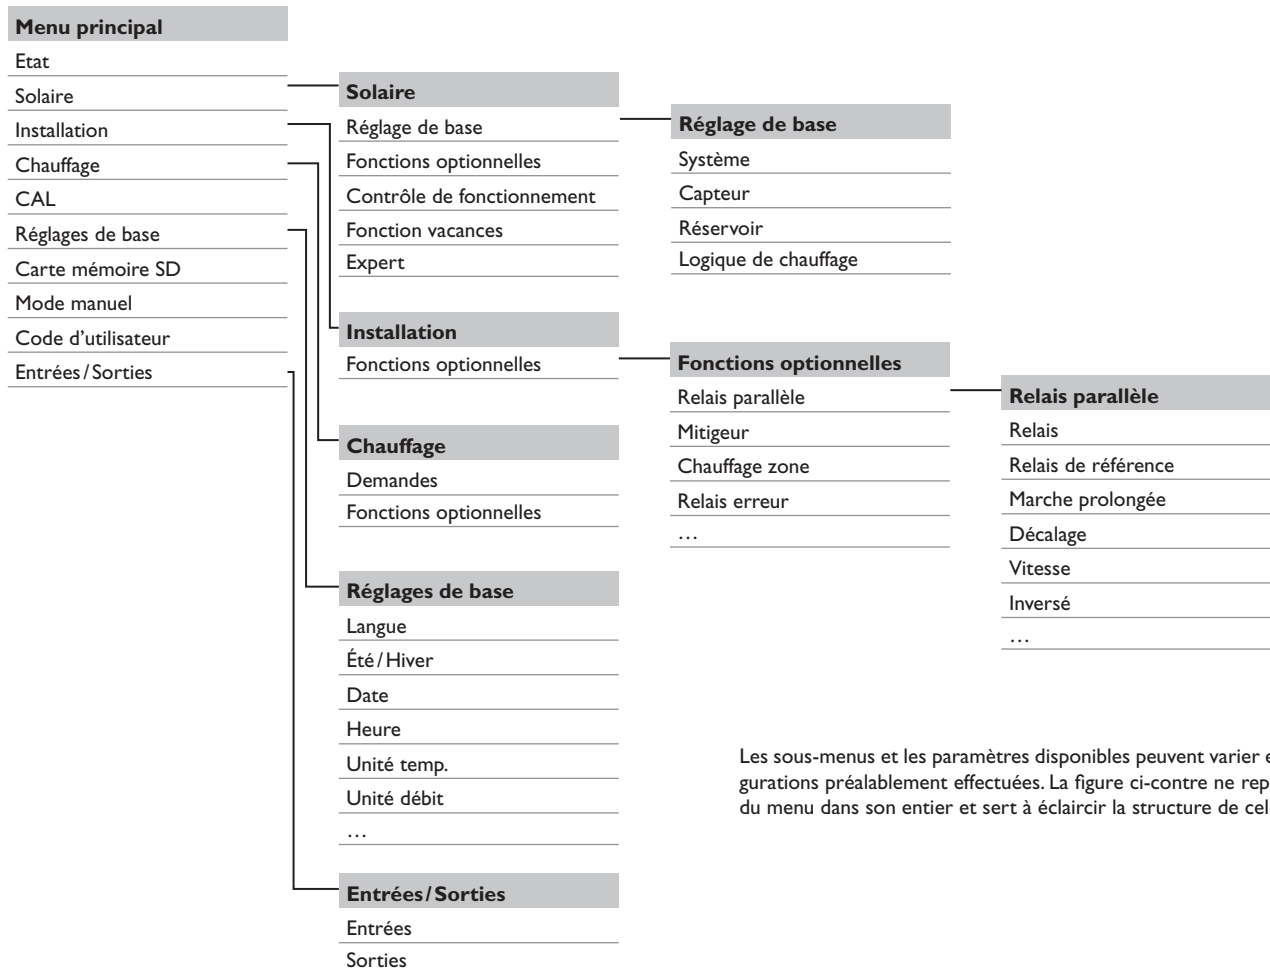 Menu principal
Etat
Solaire
Installation
Chauffage
CAL
Réglages de base
Carte mémoire SD
Mode manuel
Code d'utilisateur
Entrées/Sorties
Solaire
Réglage de base
Fonctions optionnelles
Contrôle de fonctionnement
Fonction vacances
Expert
Réglage de base
Système
Capteur
Réservoir
Logique de chauffage
Installation
Fonctions optionnelles
Fonctions optionnelles
Relais parallèle
Mitigeur
Chauffage zone
Relais erreur
…
Relais parallèle
Relais
Relais de référence
Marche prolongée
Décalage
Vitesse
Inversé
…
Chauffage
Demandes
Fonctions optionnelles
Réglages de base
Langue
Été/Hiver
Date
Heure
Unité temp.
Unité débit
…
Entrées/Sorties
Entrées
Sorties
Les sous-menus et les paramètres disponibles peuvent varier
gurations préalablement effectuées. La figure ci-contre ne
du menu dans son entier et sert à éclaircir la structure de